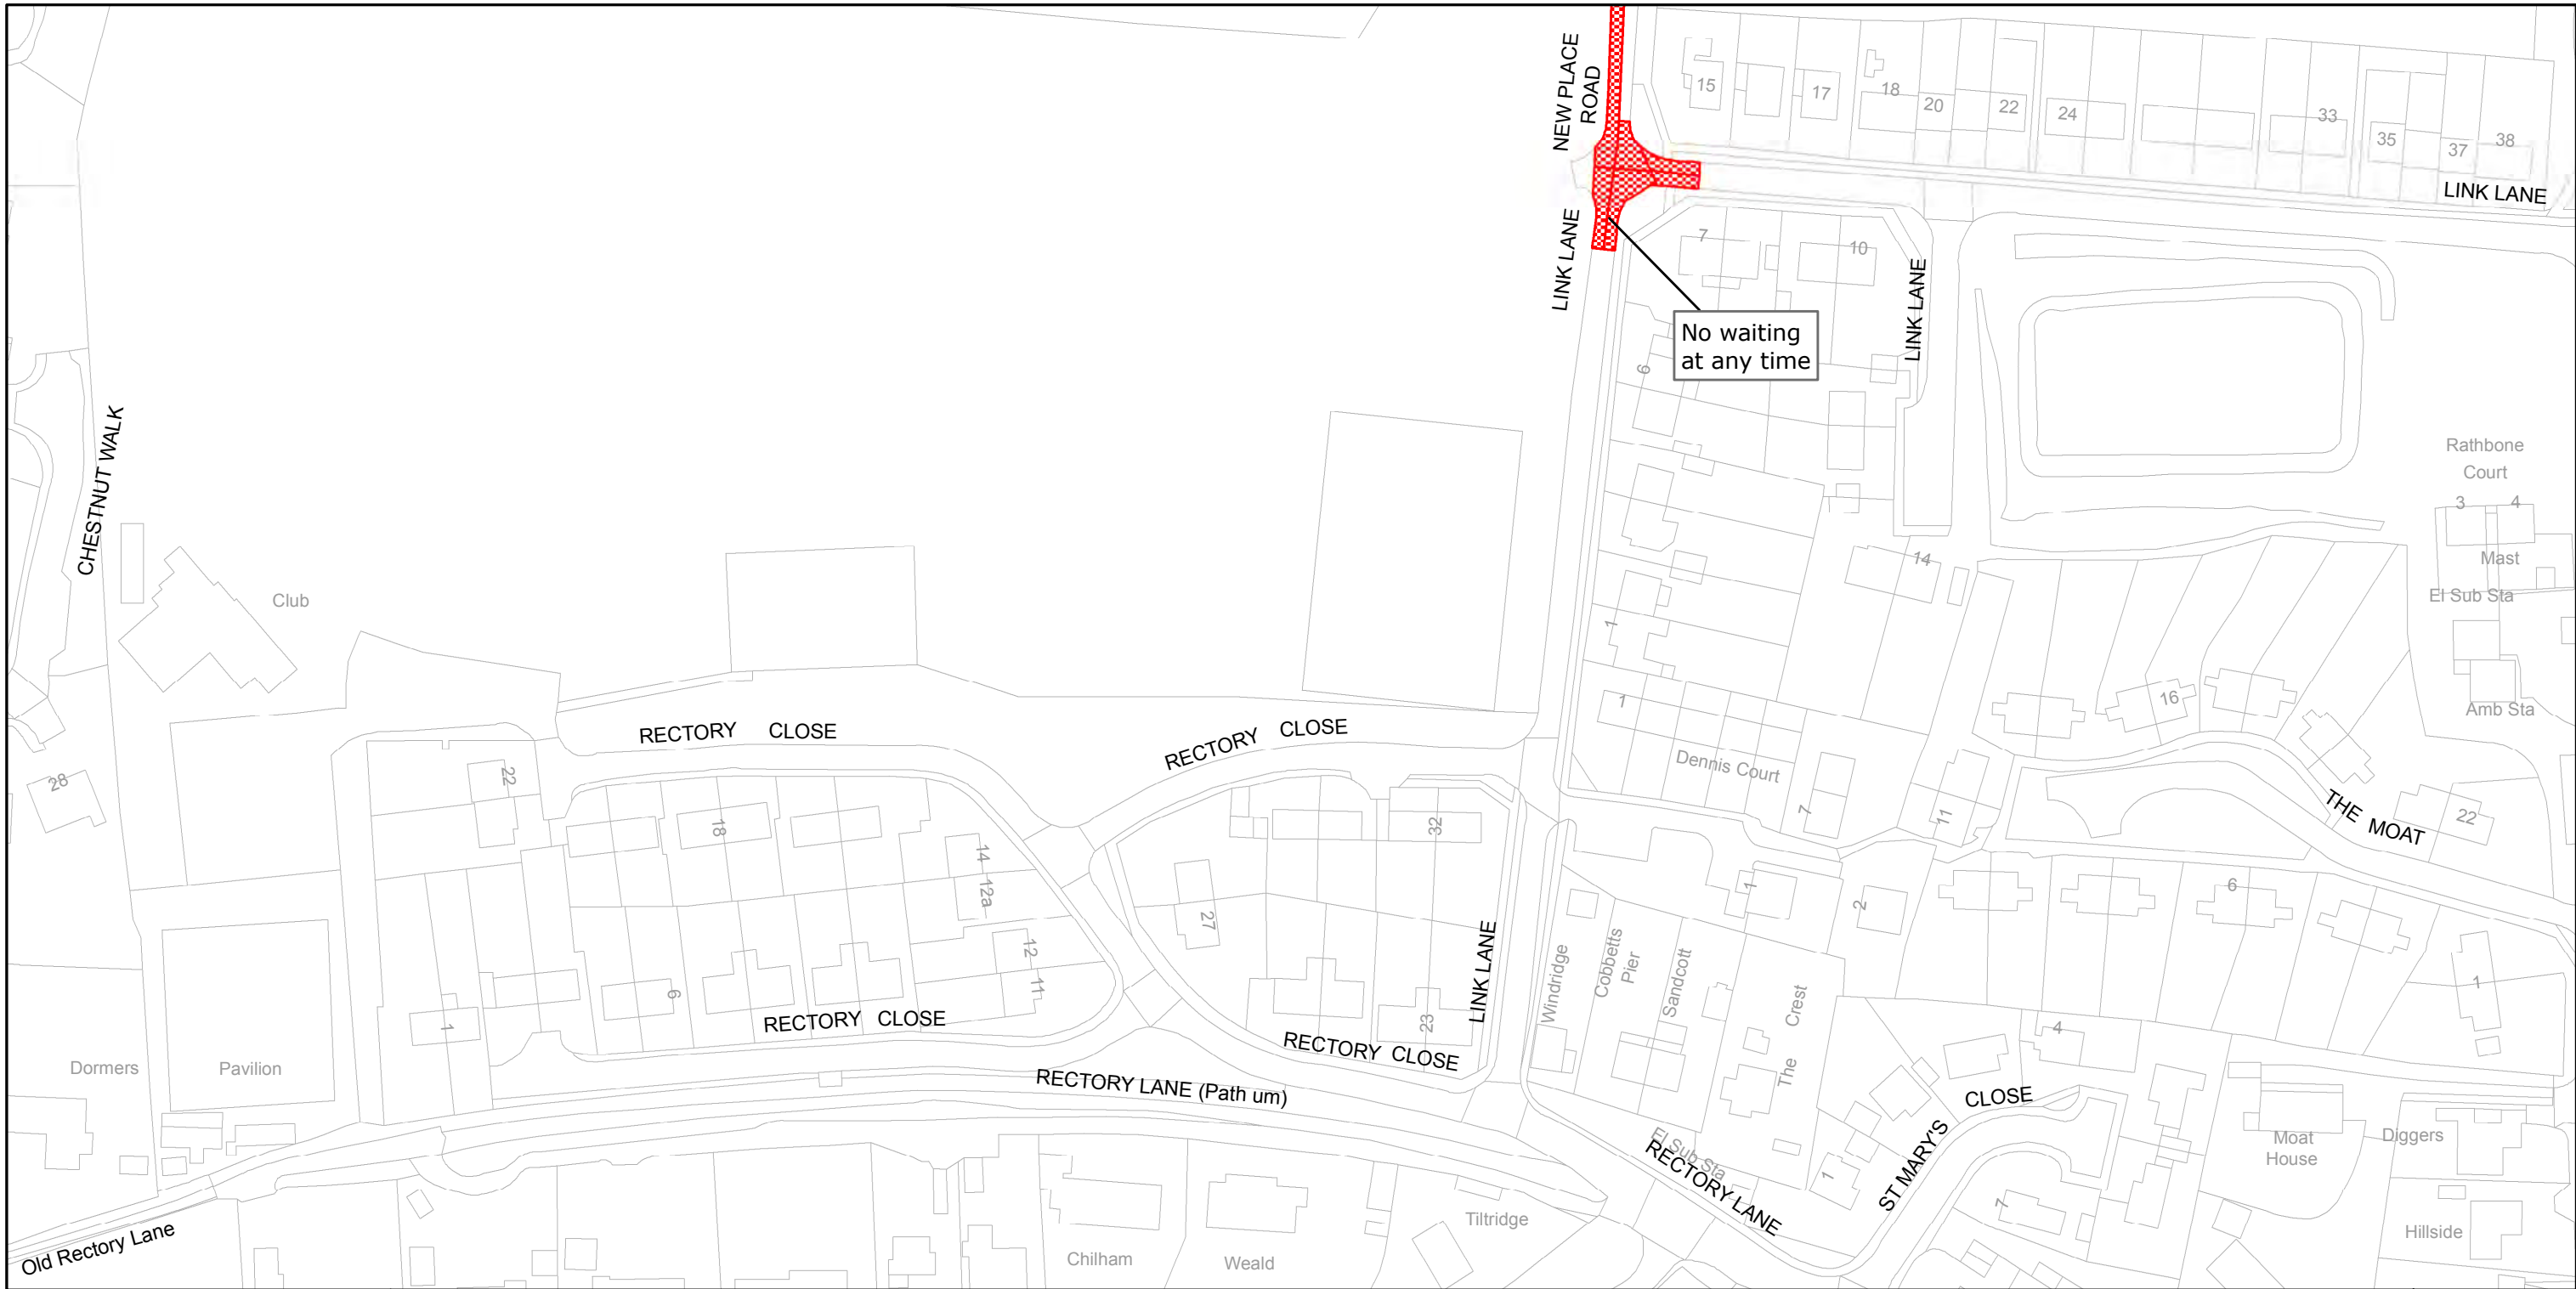 NEW PLACE
ROAD
15
17
18
20
22
24
33
35
37
38
LINK LANE
LINK LANE
7
10
LINK LANE
No waiting
at any time
6
CHESTNUT WALK
Rathbone
Court
3
4
Mast
El Sub Sta
Amb Sta
14
Club
1
1
16
RECTORY CLOSE
RECTORY CLOSE
Dennis Court
7
11
THE MOAT
22
28
22
18
14
12a
12
11
32
27
1
2
6
1
6
1
23
LINK LANE
Windridge
Cobbetts
Pier
Sandcott
The Crest
RECTORY CLOSE
RECTORY CLOSE
4
CLOSE
ST MARY'S
Dormers
Pavilion
RECTORY LANE (Path um)
El Sub Sta
RECTORY LANE
1
7
Moat
House
Diggers
Hillside
Old Rectory Lane
Chilham
Weald
Tiltridge